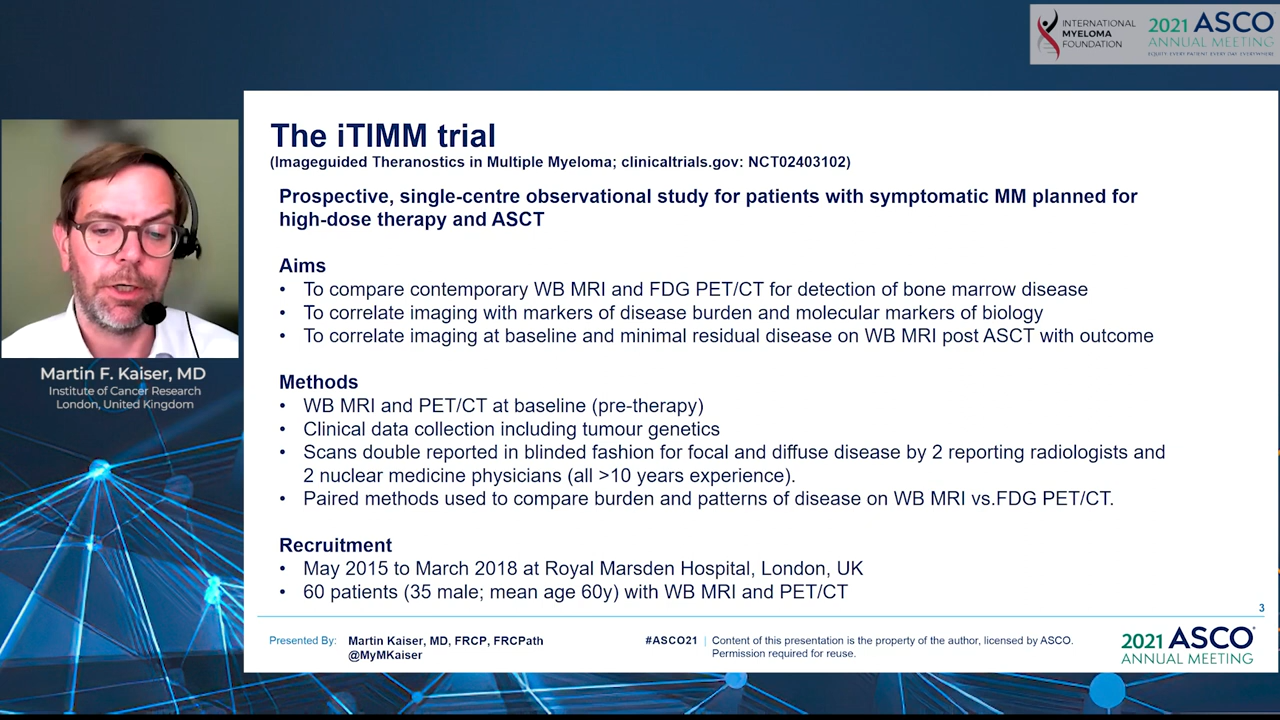 INTERNATIONAL
MYELOMA
FOUNDATION
2021 ASCO
ANNUAL MEETING
EQUITY: EVERY PATIENT. EVERY DAY. EVERYWHERE.
The iTIMM trial
(Imageguided Theranostics in Multiple Myeloma; clinicaltrials.gov: NCT02403102)
Prospective, single-centre observational study for patients with symptomatic MM planned for
high-dose therapy and ASCT
Aims
• To compare contemporary WB MRI and FDG PET/CT for detection of bone marrow disease
• To correlate imaging with markers of disease burden and molecular markers of biology
• To correlate imaging at baseline and minimal residual disease on WB MRI post ASCT with outcome
Methods
• WB MRI and PET/CT at baseline (pre-therapy)
• Clinical data collection including tumour genetics
• Scans double reported in blinded fashion for focal and diffuse disease by 2 reporting radiologists and
2 nuclear medicine physicians (all >10 years experience).
• Paired methods used to compare burden and patterns of disease on WB MRI vs.FDG PET/CT.
Recruitment
• May 2015 to March 2018 at Royal Marsden Hospital, London, UK
• 60 patients (35 male; mean age 60y) with WB MRI and PET/CT
3
Presented By: Martin Kaiser, MD, FRCP, FRCPath
@MyMKaiser
#ASCO21 | Content of this presentation is the property of the author, licensed by ASCO.
Permission required for reuse.
2021 ASCO®
ANNUAL MEETING
Martin F. Kaiser, MD
Institute of Cancer Research
London, United Kingdom